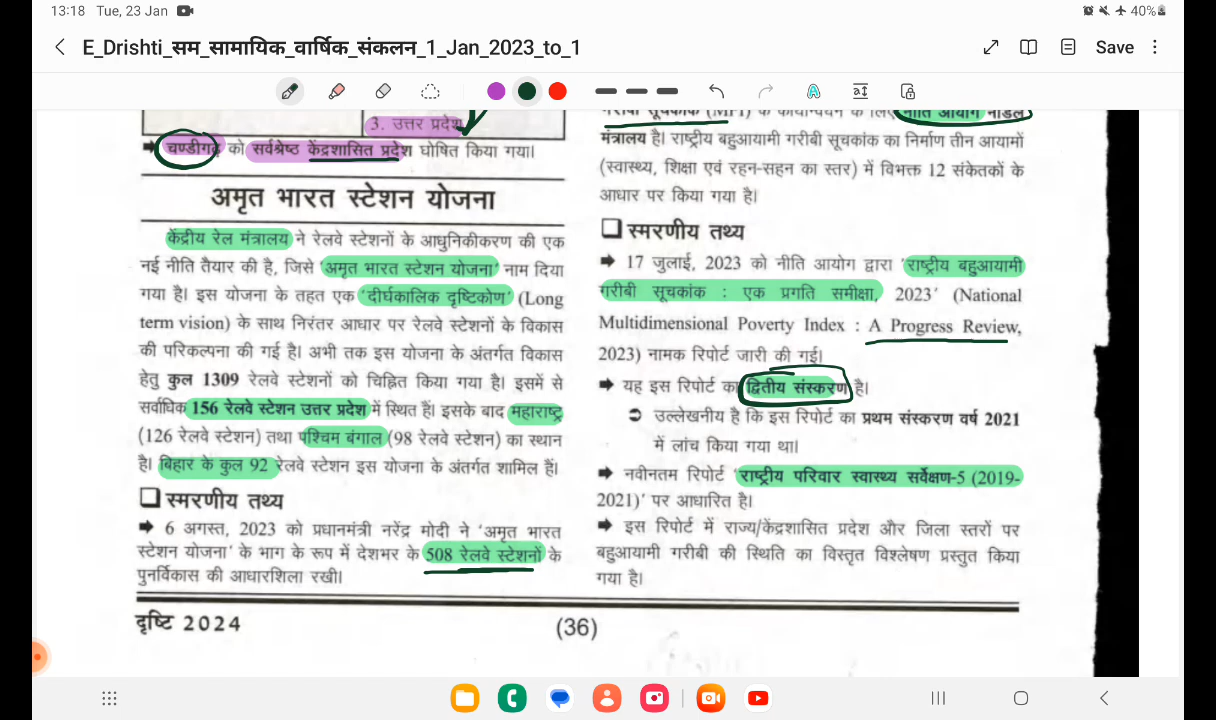 13:18 Tue, 23 Jan
40%
E_Drishti_सम_सामायिक_वार्षिक_संकलन_1_Jan_2023_to_1
Save
3. उत्तर प्रदेश
➡ चण्डीगढ़ को सर्वश्रेष्ठ केंद्रशासित प्रदेश घोषित किया गया।
अमृत भारत स्टेशन योजना
केंद्रीय रेल मंत्रालय ने रेलवे स्टेशनों के आधुनिकीकरण की एक
नई नीति तैयार की है, जिसे 'अमृत भारत स्टेशन योजना' नाम दिया
गया है। इस योजना के तहत एक 'दीर्घकालिक दृष्टिकोण' (Long
term vision) के साथ निरंतर आधार पर रेलवे स्टेशनों के विकास
की परिकल्पना की गई है। अभी तक इस योजना के अंतर्गत विकास
हेतु कुल 1309 रेलवे स्टेशनों को चिह्नित किया गया है। इसमें से
सर्वाधिक 156 रेलवे स्टेशन उत्तर प्रदेश में स्थित हैं। इसके बाद महाराष्ट्र
(126 रेलवे स्टेशन) तथा पश्चिम बंगाल (98 रेलवे स्टेशन) का स्थान
है। बिहार के कुल 92 रेलवे स्टेशन इस योजना के अंतर्गत शामिल हैं।
❑ स्मरणीय तथ्य
➡ 6 अगस्त, 2023 को प्रधानमंत्री नरेंद्र मोदी ने 'अमृत भारत
स्टेशन योजना' के भाग के रूप में देशभर के 508 रेलवे स्टेशनों के
पुनर्विकास की आधारशिला रखी।
गरीबी सूचकांक (MPI) के कार्यान्वयन के लिए नीति आयोग नोडल
मंत्रालय है। राष्ट्रीय बहुआयामी गरीबी सूचकांक का निर्माण तीन आयामों
(स्वास्थ्य, शिक्षा एवं रहन-सहन का स्तर) में विभक्त 12 संकेतकों के
आधार पर किया गया है।
❑ स्मरणीय तथ्य
➡ 17 जुलाई, 2023 को नीति आयोग द्वारा 'राष्ट्रीय बहुआयामी
गरीबी सूचकांक : एक प्रगति समीक्षा, 2023' (National
Multidimensional Poverty Index : A Progress Review,
2023) नामक रिपोर्ट जारी की गई।
➡ यह इस रिपोर्ट का द्वितीय संस्करण है।
➲ उल्लेखनीय है कि इस रिपोर्ट का प्रथम संस्करण वर्ष 2021
में लांच किया गया था।
➡ नवीनतम रिपोर्ट 'राष्ट्रीय परिवार स्वास्थ्य सर्वेक्षण-5 (2019-
2021)' पर आधारित है।
➡ इस रिपोर्ट में राज्य/केंद्रशासित प्रदेश और जिला स्तरों पर
बहुआयामी गरीबी की स्थिति का विस्तृत विश्लेषण प्रस्तुत किया
गया है।
दृष्टि 2024
(36)